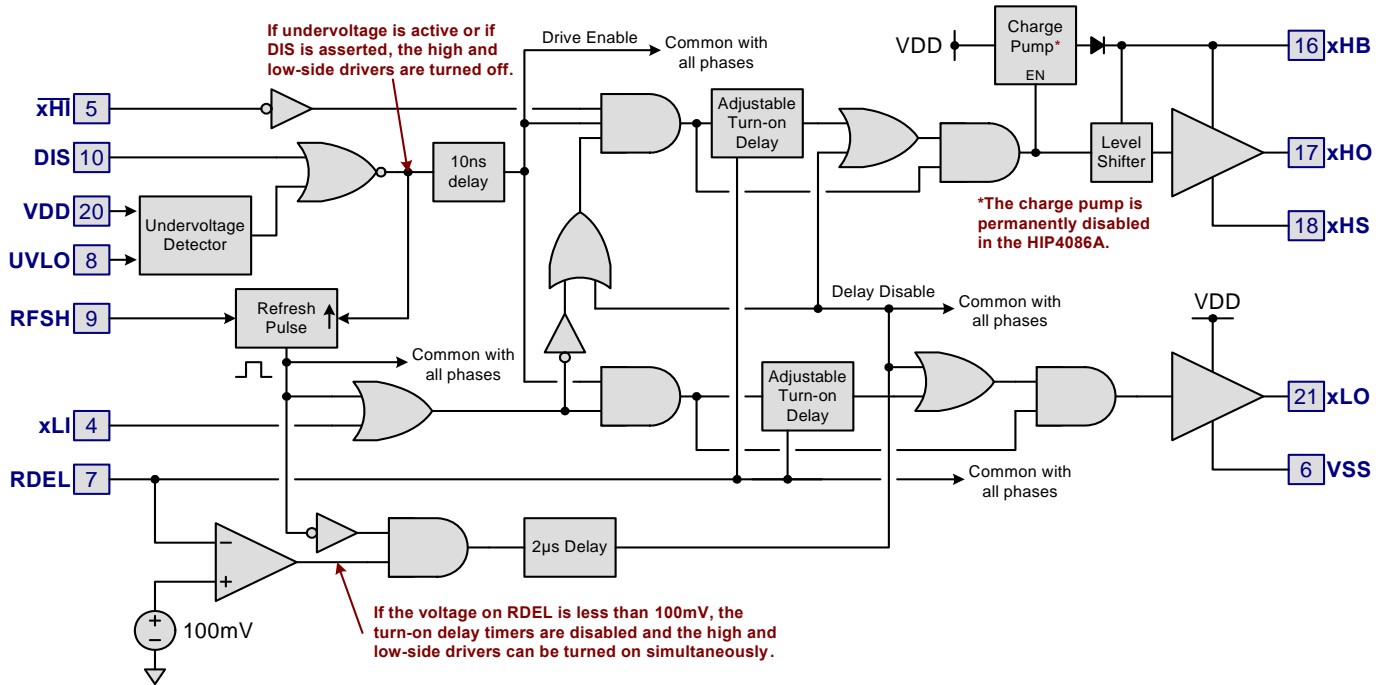 If undervoltage is active or if
DIS is asserted, the high and
low-side drivers are turned off.
Drive Enable
Common with
all phases
VDD
Charge
Pump*
EN
16 xHB
xHI 5
Adjustable
Turn-on
Delay
Level
Shifter
17 xHO
DIS 10
10ns
delay
*The charge pump is
permanently disabled
in the HIP4086A.
18 xHS
VDD 20
UVLO 8
Undervoltage
Detector
RFSH 9
Refresh
Pulse
Delay Disable
Common with
all phases
VDD
Common with
all phases
Adjustable
Turn-on
Delay
21 xLO
xLI 4
RDEL 7
Common with
all phases
6 VSS
−
+
2µs Delay
+
−
100mV
If the voltage on RDEL is less than 100mV, the
turn-on delay timers are disabled and the high and
low-side drivers can be turned on simultaneously.